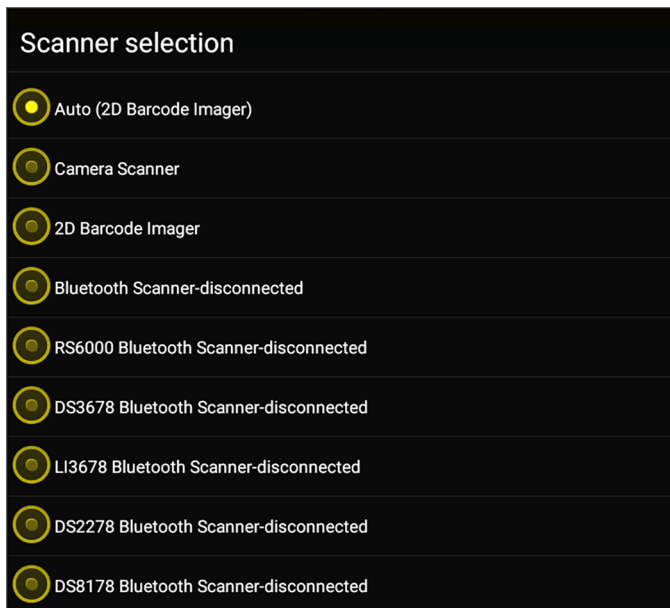 Scanner selection
Auto (2D Barcode Imager)
Camera Scanner
2D Barcode Imager
Bluetooth Scanner-disconnected
RS6000 Bluetooth Scanner-disconnected
DS3678 Bluetooth Scanner-disconnected
LI3678 Bluetooth Scanner-disconnected
DS2278 Bluetooth Scanner-disconnected
DS8178 Bluetooth Scanner-disconnected